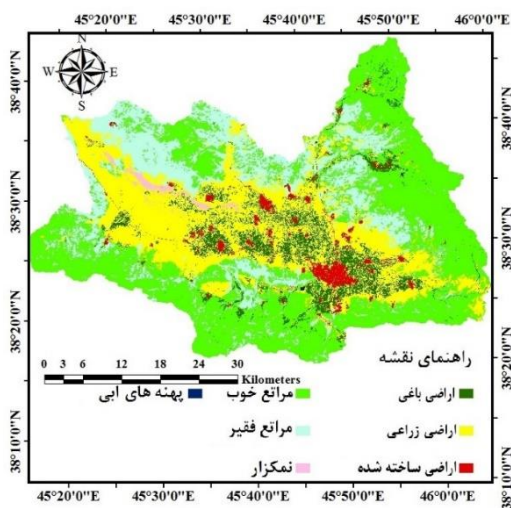 45°20'0"E 45°30'0"E 45°40'0"E 45°50'0"E 46°0'0"E
N
W E
S
38°40'0"N
38°30'0"N
38°20'0"N
38°10'0"N
38°40'0"N
38°30'0"N
38°20'0"N
38°10'0"N
راهنمای نقشه
0 3 6 12 18 24 30
Kilometers
اراضی باغی
مراتع خوب
پهنه های ابی
اراضی زراعی
مراتع فقیر
اراضی ساخته شده
نمکزار
45°20'0"E 45°30'0"E 45°40'0"E 45°50'0"E 46°0'0"E